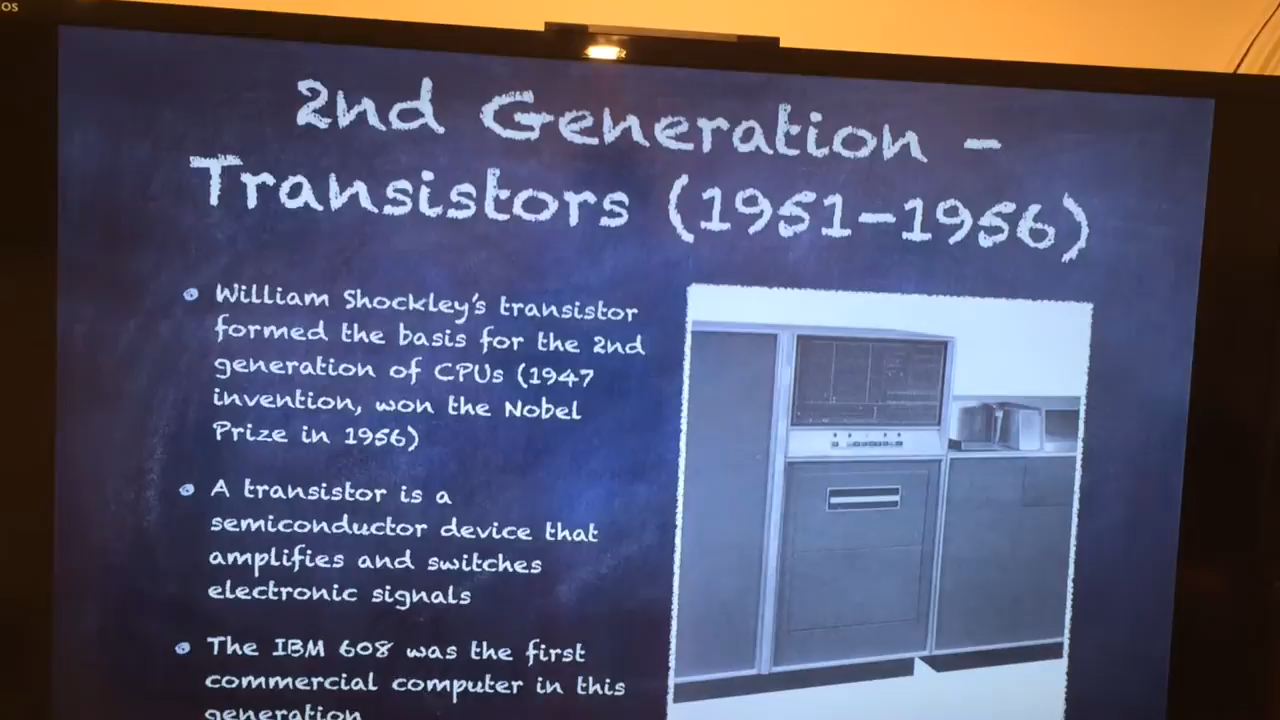 OS
2nd Generation -
Transistors (1951-1956)
William Shockley's transistor
formed the basis for the 2nd
generation of CPUs (1947
invention, won the Nobel
Prize in 1956)
A transistor is a
semiconductor device that
amplifies and switches
electronic signals
The IBM 608 was the first
commercial computer in this
generation